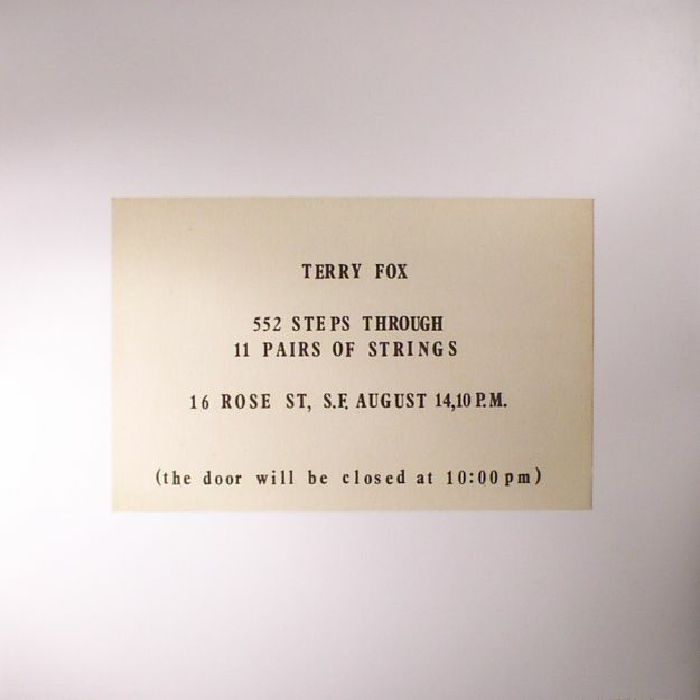 TERRY FOX
552 STEPS THROUGH
11 PAIRS OF STRINGS
16 ROSE ST, S.F. AUGUST 14,10 P.M.
(the door will be closed at 10:00 pm)